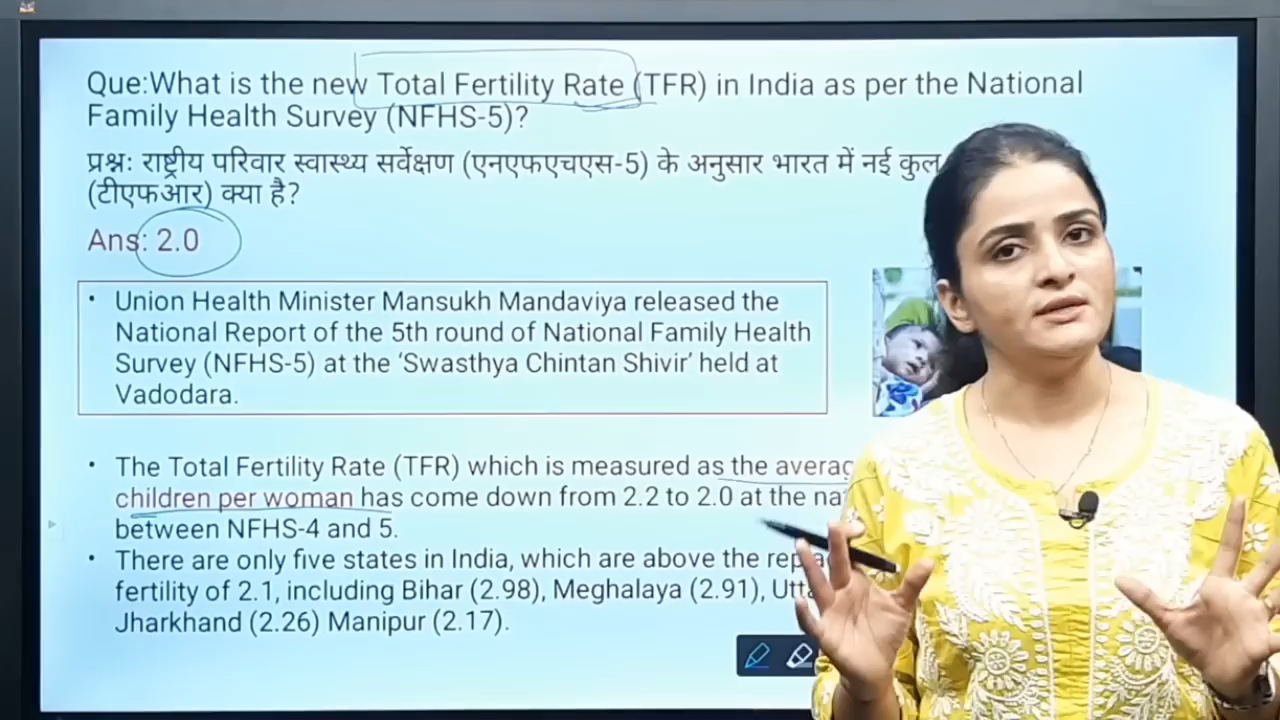 Que:What is the new Total Fertility Rate (TFR) in India as per the National
Family Health Survey (NFHS-5)?
प्रश्नः राष्ट्रीय परिवार स्वास्थ्य सर्वेक्षण (एनएफएचएस-5) के अनुसार भारत में नई कुल
(टीएफआर) क्या है?
Ans: 2.0
• Union Health Minister Mansukh Mandaviya released the
National Report of the 5th round of National Family Health
Survey (NFHS-5) at the ‘Swasthya Chintan Shivir’ held at
Vadodara.
• The Total Fertility Rate (TFR) which is measured as the
children per woman has come down from 2.2 to 2.0 at the
between NFHS-4 and 5.
• There are only five states in India, which are above the
fertility of 2.1, including Bihar (2.98), Meghalaya (2.91),
Jharkhand (2.26) Manipur (2.17).